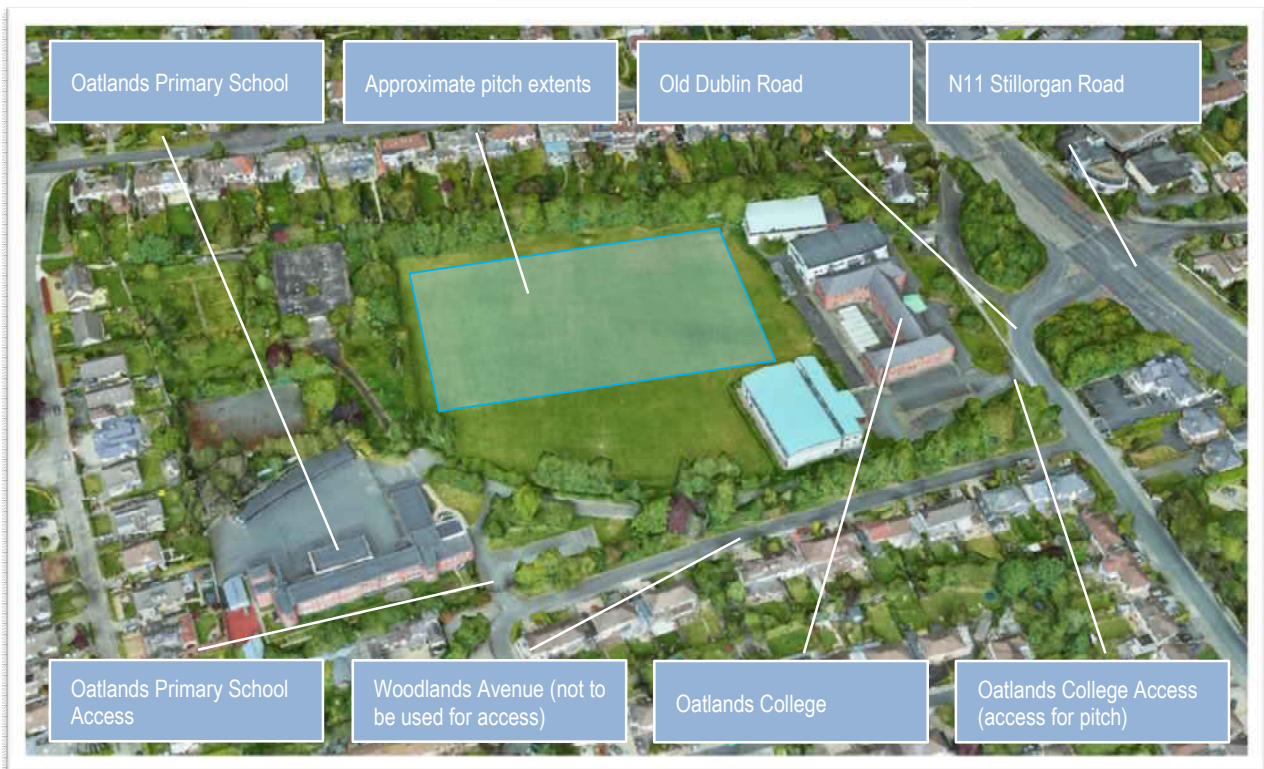 Oatlands Primary School
Approximate pitch extents
Old Dublin Road
N11 Stillorgan Road
Oatlands Primary School
Access
Woodlands Avenue (not to
be used for access)
Oatlands College
Oatlands College Access
(access for pitch)